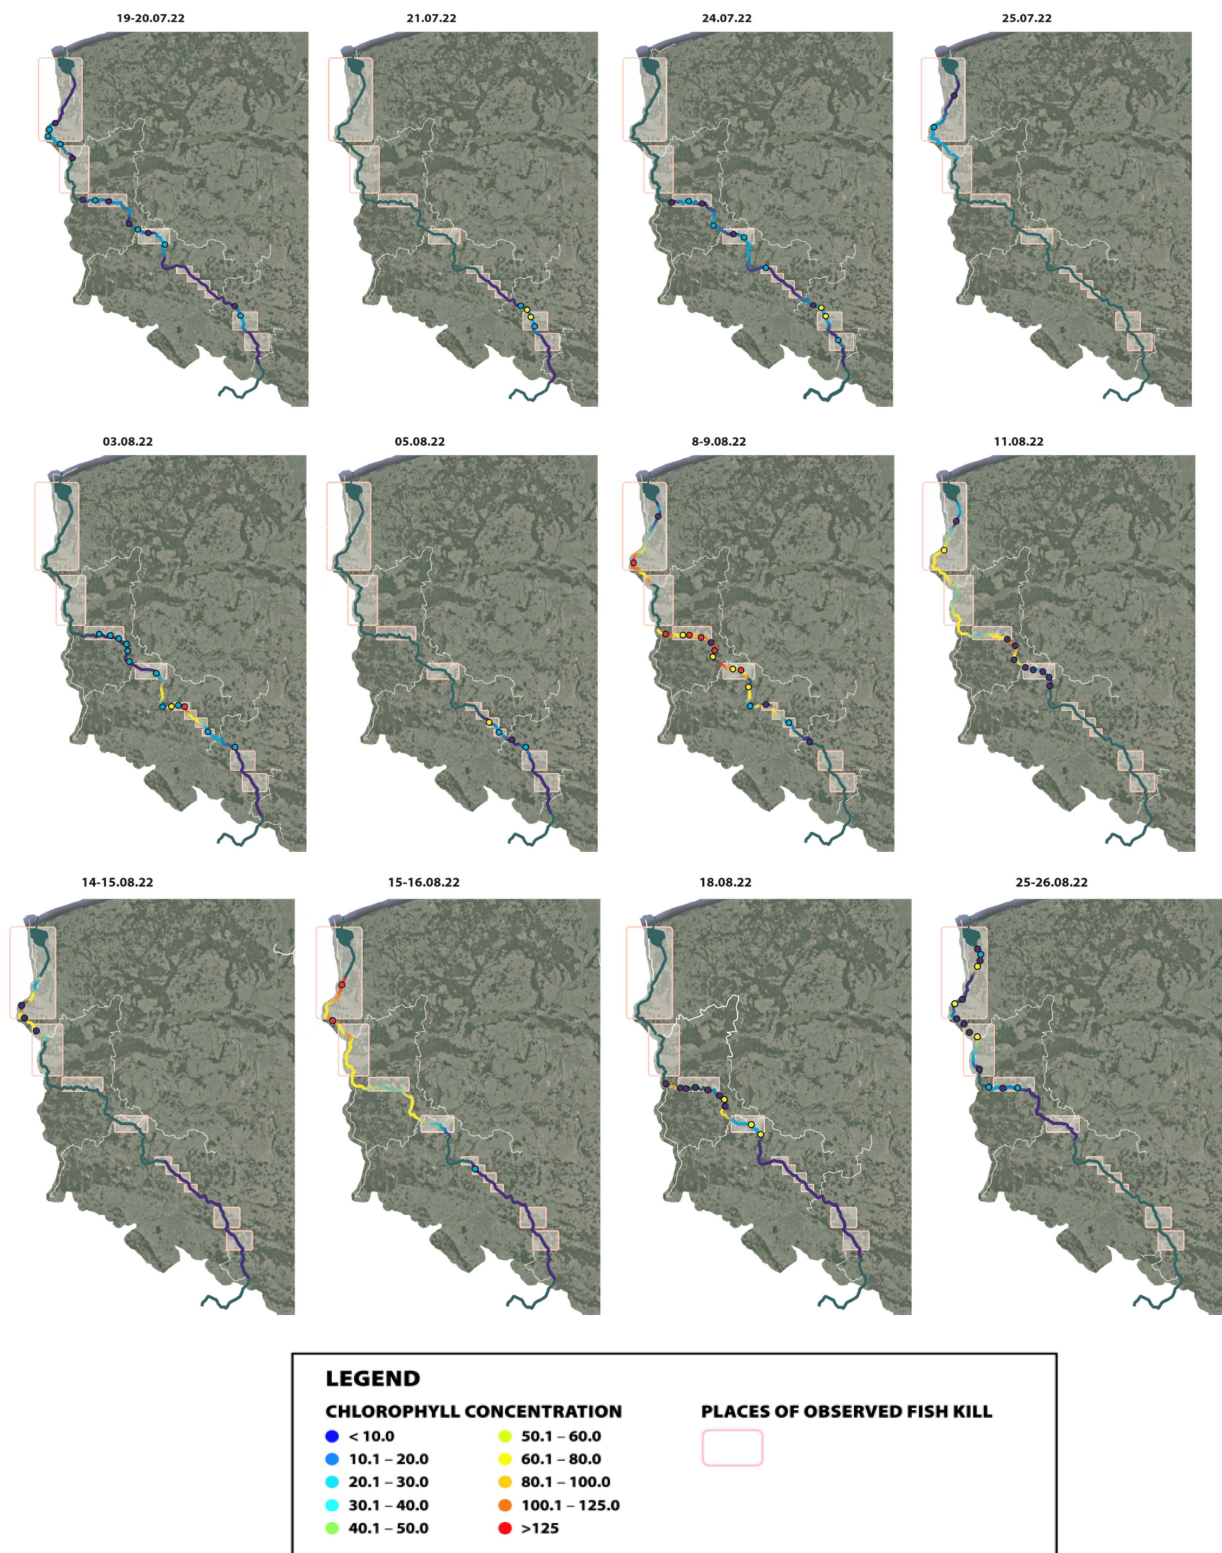 19-20.07.22
21.07.22
24.07.22
25.07.22
03.08.22
05.08.22
8-9.08.22
11.08.22
14-15.08.22
15-16.08.22
18.08.22
25-26.08.22
LEGEND
CHLOROPHYLL CONCENTRATION
< 10.0
10.1 – 20.0
20.1 – 30.0
30.1 – 40.0
40.1 – 50.0
50.1 – 60.0
60.1 – 80.0
80.1 – 100.0
100.1 – 125.0
>125
PLACES OF OBSERVED FISH KILL